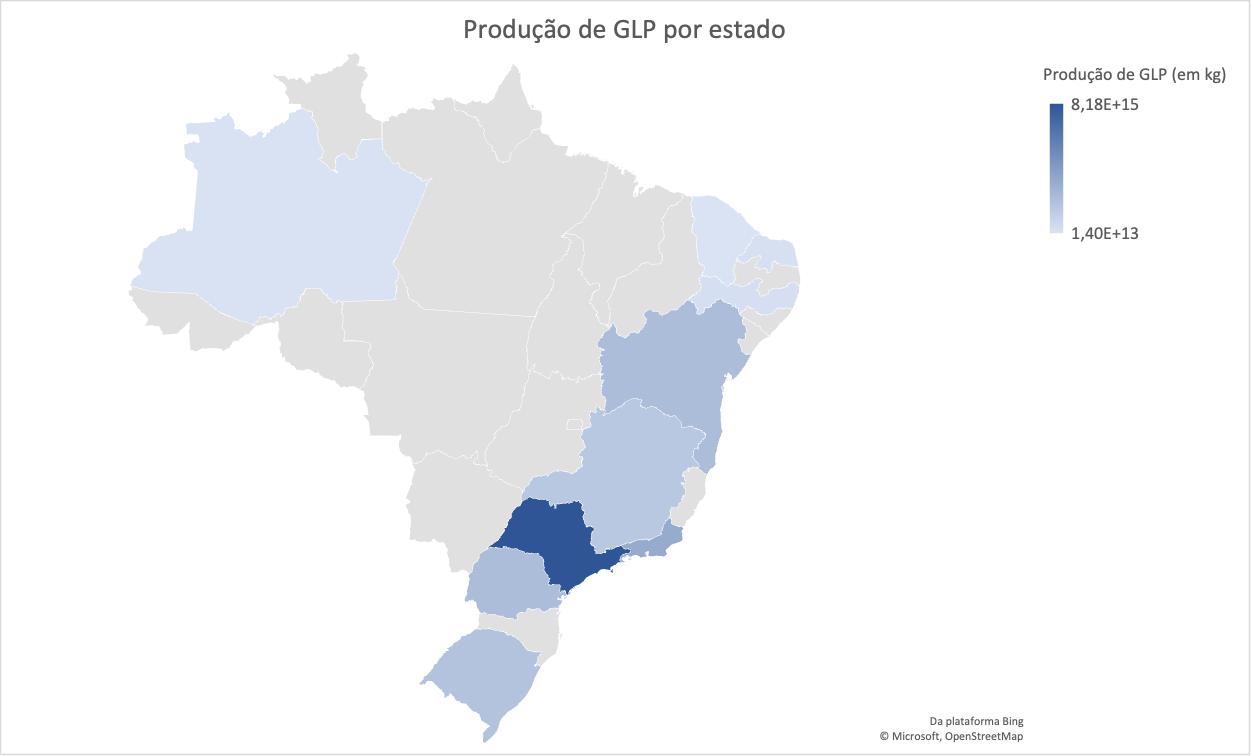 Produção de GLP por estado
Produção de GLP (em kg)
8,18E+15
1,40E+13
Da plataforma Bing
© Microsoft, OpenStreetMap